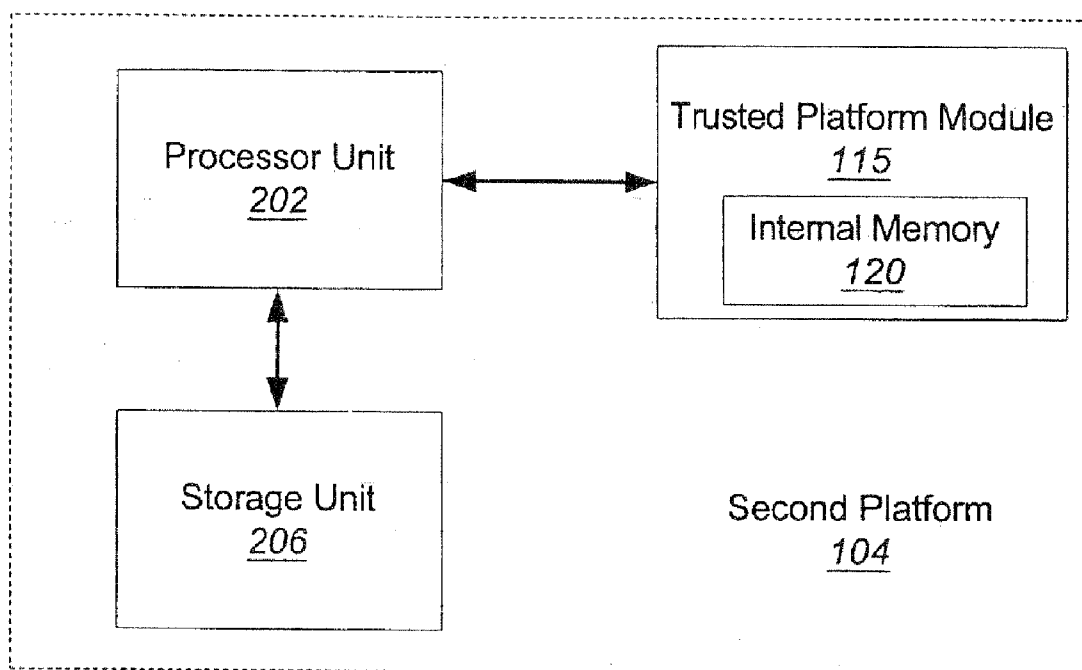 Processor Unit
202
Trusted Platform Module
115
Internal Memory
120
Storage Unit
206
Second Platform
104